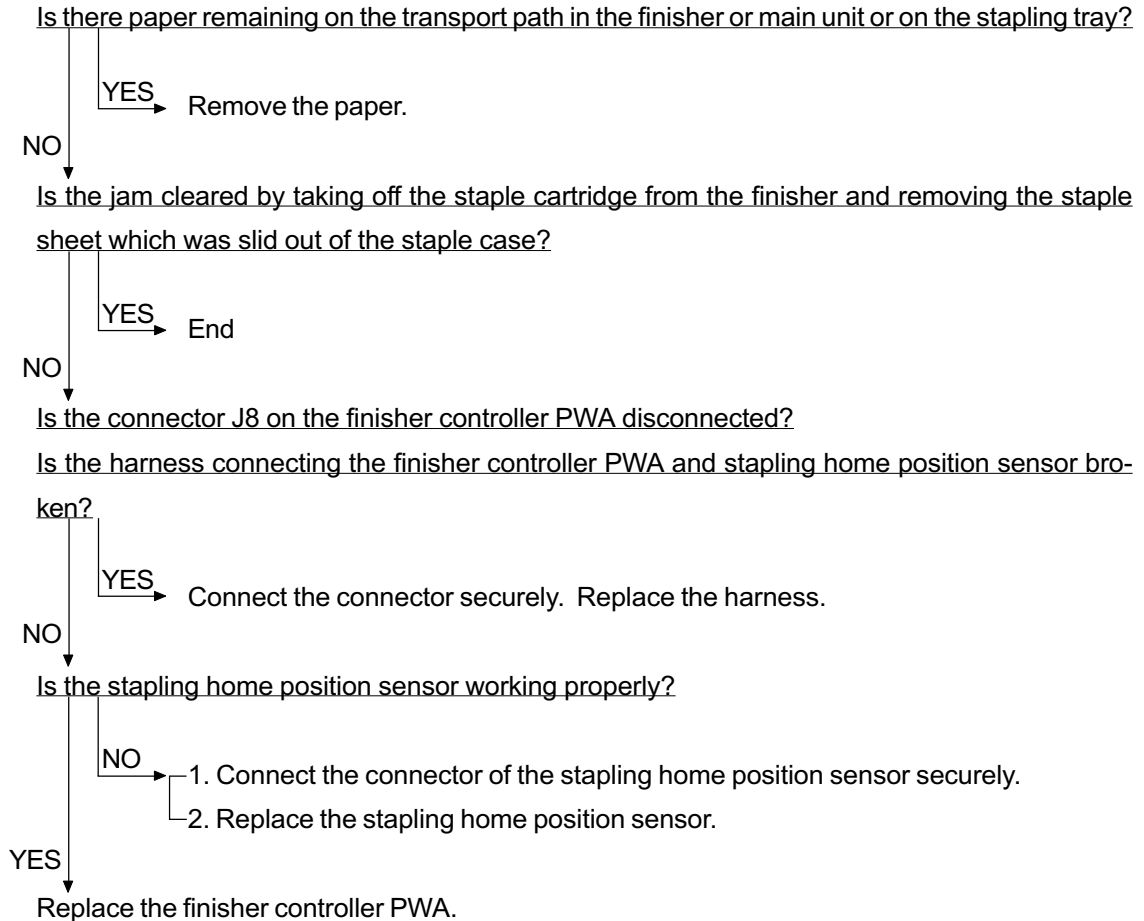 Is there paper remaining on the transport path in the finisher or main unit or on the stapling tray?
YES
Remove the paper.
NO
Is the jam cleared by taking off the staple cartridge from the finisher and removing the staple
sheet which was slid out of the staple case?
YES
End
NO
Is the connector J8 on the finisher controller PWA disconnected?
Is the harness connecting the finisher controller PWA and stapling home position sensor bro-
ken?
YES
Connect the connector securely. Replace the harness.
NO
Is the stapling home position sensor working properly?
NO
1. Connect the connector of the stapling home position sensor securely.
2. Replace the stapling home position sensor.
YES
Replace the finisher controller PWA.